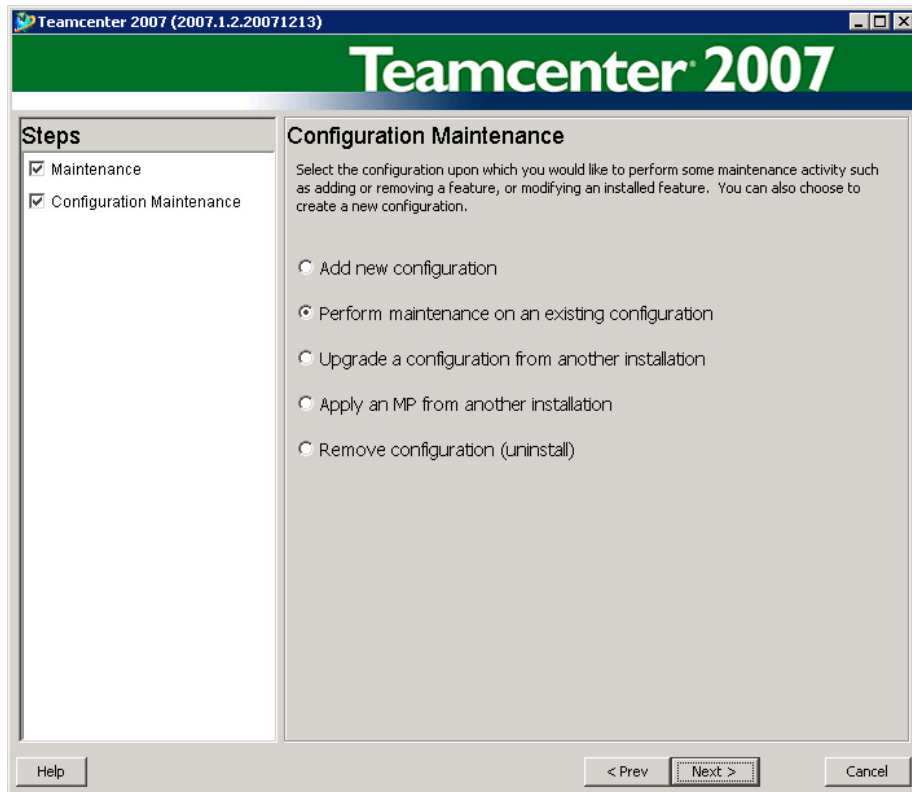 Teamcenter 2007 (2007.1.2.20071213)
Teamcenter 2007
Steps
Maintenance
Configuration Maintenance
Configuration Maintenance
Select the configuration upon which you would like to perform some maintenance activity such
as adding or removing a feature, or modifying an installed feature. You can also choose to
create a new configuration.
Add new configuration
Perform maintenance on an existing configuration
Upgrade a configuration from another installation
Apply an MP from another installation
Remove configuration (uninstall)
Help
< Prev
Next >
Cancel